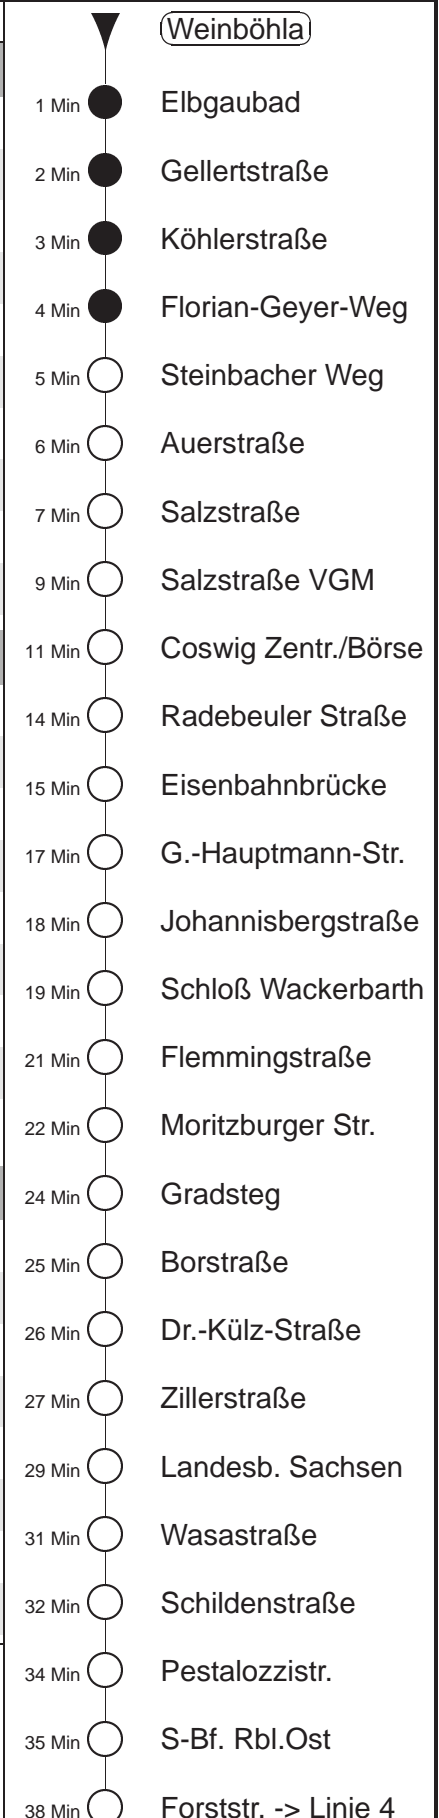 Weinböhla
1 Min Elbgaubad
2 Min Gellertstraße
3 Min Köhlerstraße
4 Min Florian-Geyer-Weg
5 Min Steinbacher Weg
6 Min Auerstraße
7 Min Salzstraße
9 Min Salzstraße VGM
11 Min Coswig Zentr./Börse
14 Min Radebeuler Straße
15 Min Eisenbahnbrücke
17 Min G.-Hauptmann-Str.
18 Min Johannisbergstraße
19 Min Schloß Wackerbarth
21 Min Flemmingstraße
22 Min Moritzburger Str.
24 Min Gradsteg
25 Min Borstraße
26 Min Dr.-Külz-Straße
27 Min Zillerstraße
29 Min Landesb. Sachsen
31 Min Wasastraße
32 Min Schildenstraße
34 Min Pestalozzistr.
35 Min S-Bf. Rbl.Ost
38 Min Forststr. -> Linie 4